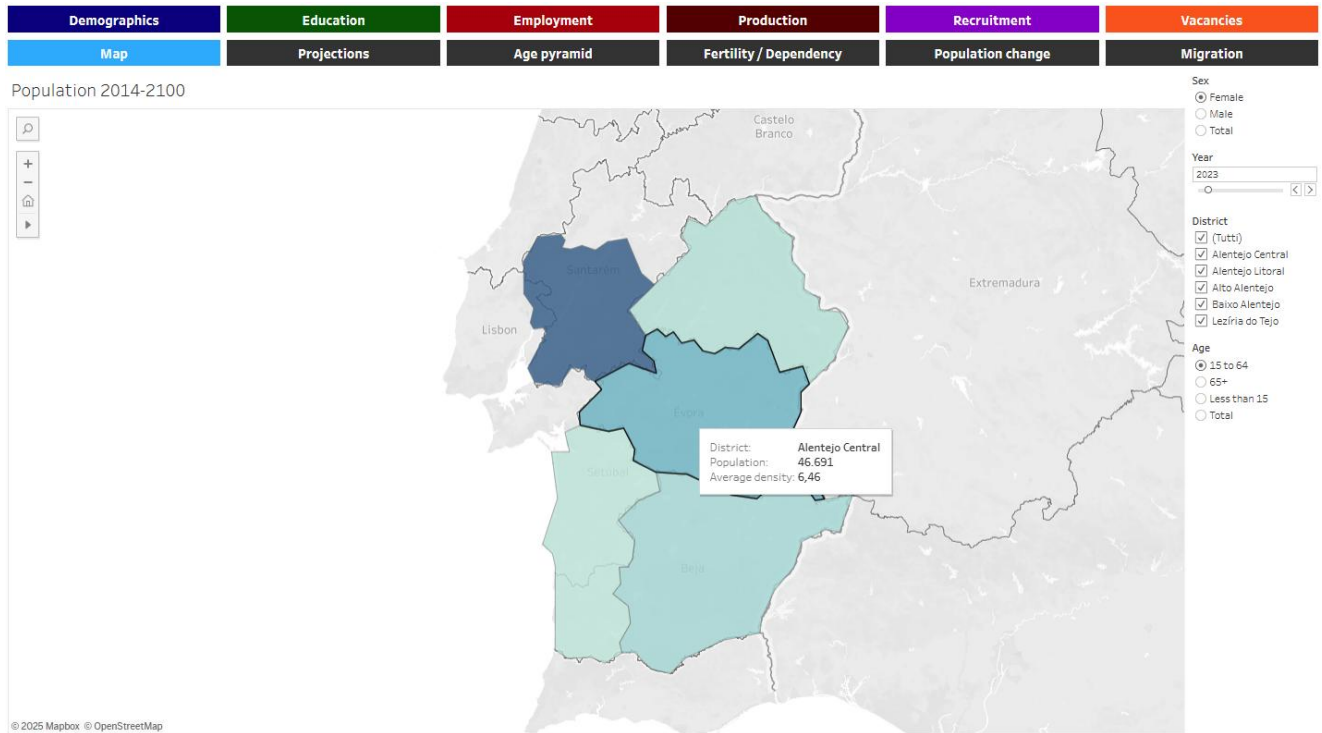 Demographics
Education
Employment
Production
Recruitment
Vacancies
Map
Projections
Age pyramid
Fertility / Dependency
Population change
Migration
Population 2014-2100
Castelo
Branco
Santarém
Lisbon
Extremadura
Évora
Setúbal
Beja
District: Alentejo Central
Population: 46.691
Average density: 6,46
© 2025 Mapbox © OpenStreetMap
Sex
Female
Male
Total
Year
2023
District
(Tutti)
Alentejo Central
Alentejo Litoral
Alto Alentejo
Baixo Alentejo
Lezíria do Tejo
Age
15 to 64
65+
Less than 15
Total